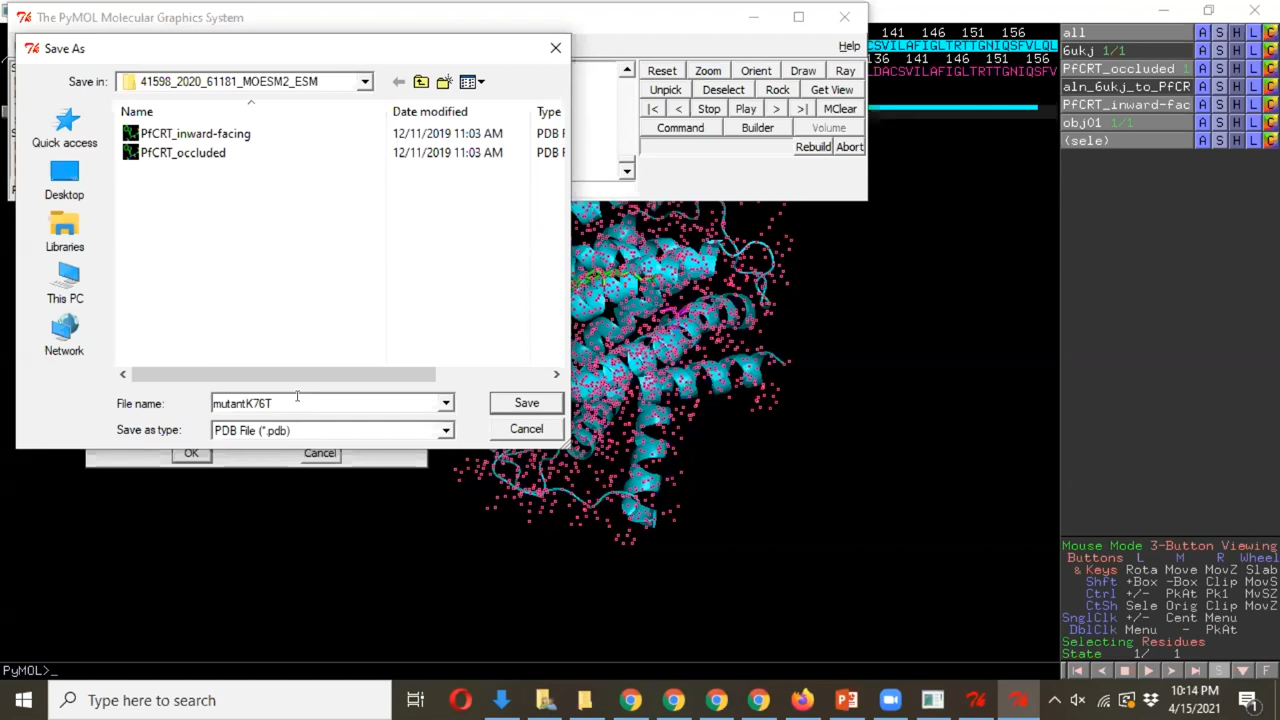 The PyMOL Molecular Graphics System
Save As
Help
Save in:
41598_2020_61181_MOESM2_ESM
Name
Date modified
Type
PfCRT_inward-facing
12/11/2019 11:03 AM
PDB F
PfCRT_occluded
12/11/2019 11:03 AM
PDB F
Quick access
Desktop
Libraries
This PC
Network
File name:
mutantK76T
Save
Save as type:
PDB File (*.pdb)
Cancel
OK
Cancel
Reset
Zoom
Orient
Draw
Ray
Unpick
Deselect
Rock
Get View
|<
<
Stop
Play
>
>|
MClear
Command
Builder
Volume
Rebuild
Abort
141 146 151 156
CSVILAFIGLTRTTGNIQSFVLQL
136 141 146 151
LDACSVILAFIGLTRTTGNIQSFV
all
A S H L C
6ukj 1/1
A S H L C
PfCRT_occluded 1
A S H L C
aln_6ukj_to_PfCR
A S H L C
PfCRT_inward-fac
A S H L C
obj01 1/1
A S H L C
(sele)
A S H L C
Mouse Mode 3-Button Viewing
Buttons L M R Wheel
& Keys Rota Move MovZ Slab
Shft +Box -Box Clip MovS
Ctrl +/- PkAt Pk1 MvSZ
CtSh Sele Orig Clip MovZ
SnglClk +/- Cent Menu
DblClk Menu - PkAt
Selecting Residues
State 1/ 1
S
F
PyMOL>_
Type here to search
10:14 PM
4/15/2021
1